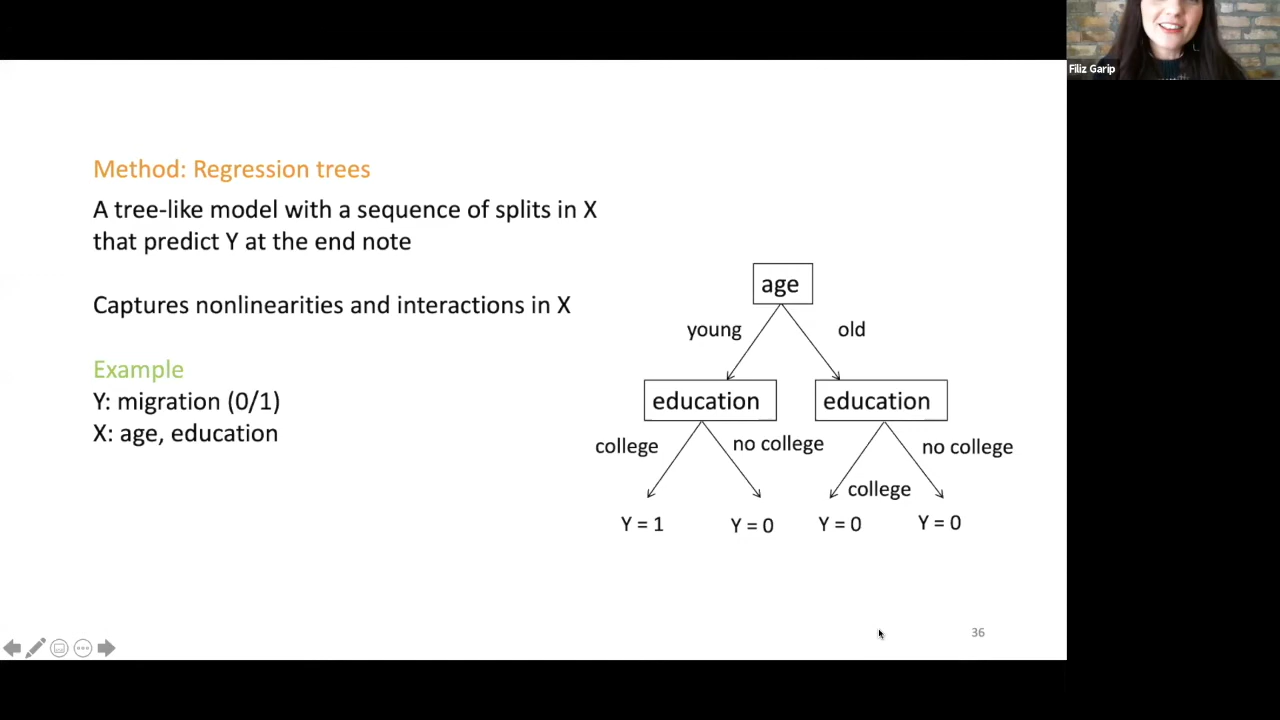 Filiz Garip
Method: Regression trees
A tree-like model with a sequence of splits in X
that predict Y at the end note
Captures nonlinearities and interactions in X
Example
Y: migration (0/1)
X: age, education
age
young
old
education
education
college
no college
college
no college
Y = 1
Y = 0
Y = 0
Y = 0
36